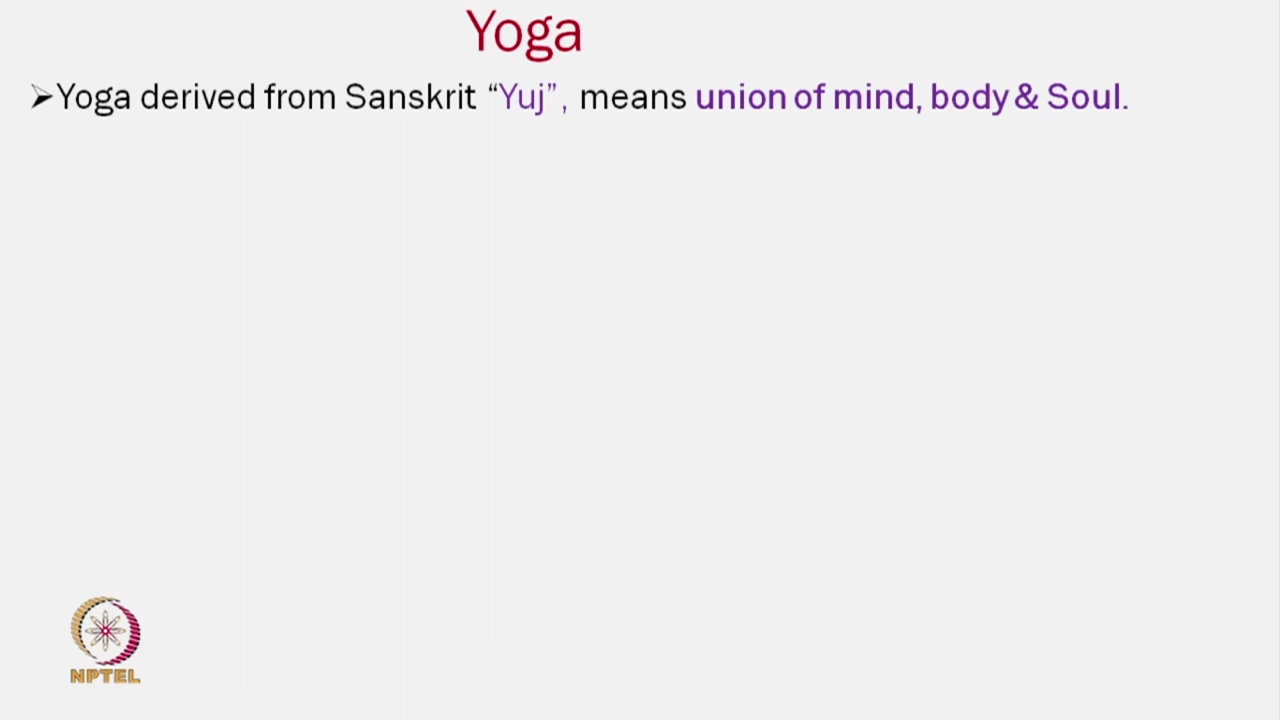 Yoga
➢Yoga derived from Sanskrit “Yuj”, means union of mind, body & Soul.
NPTEL